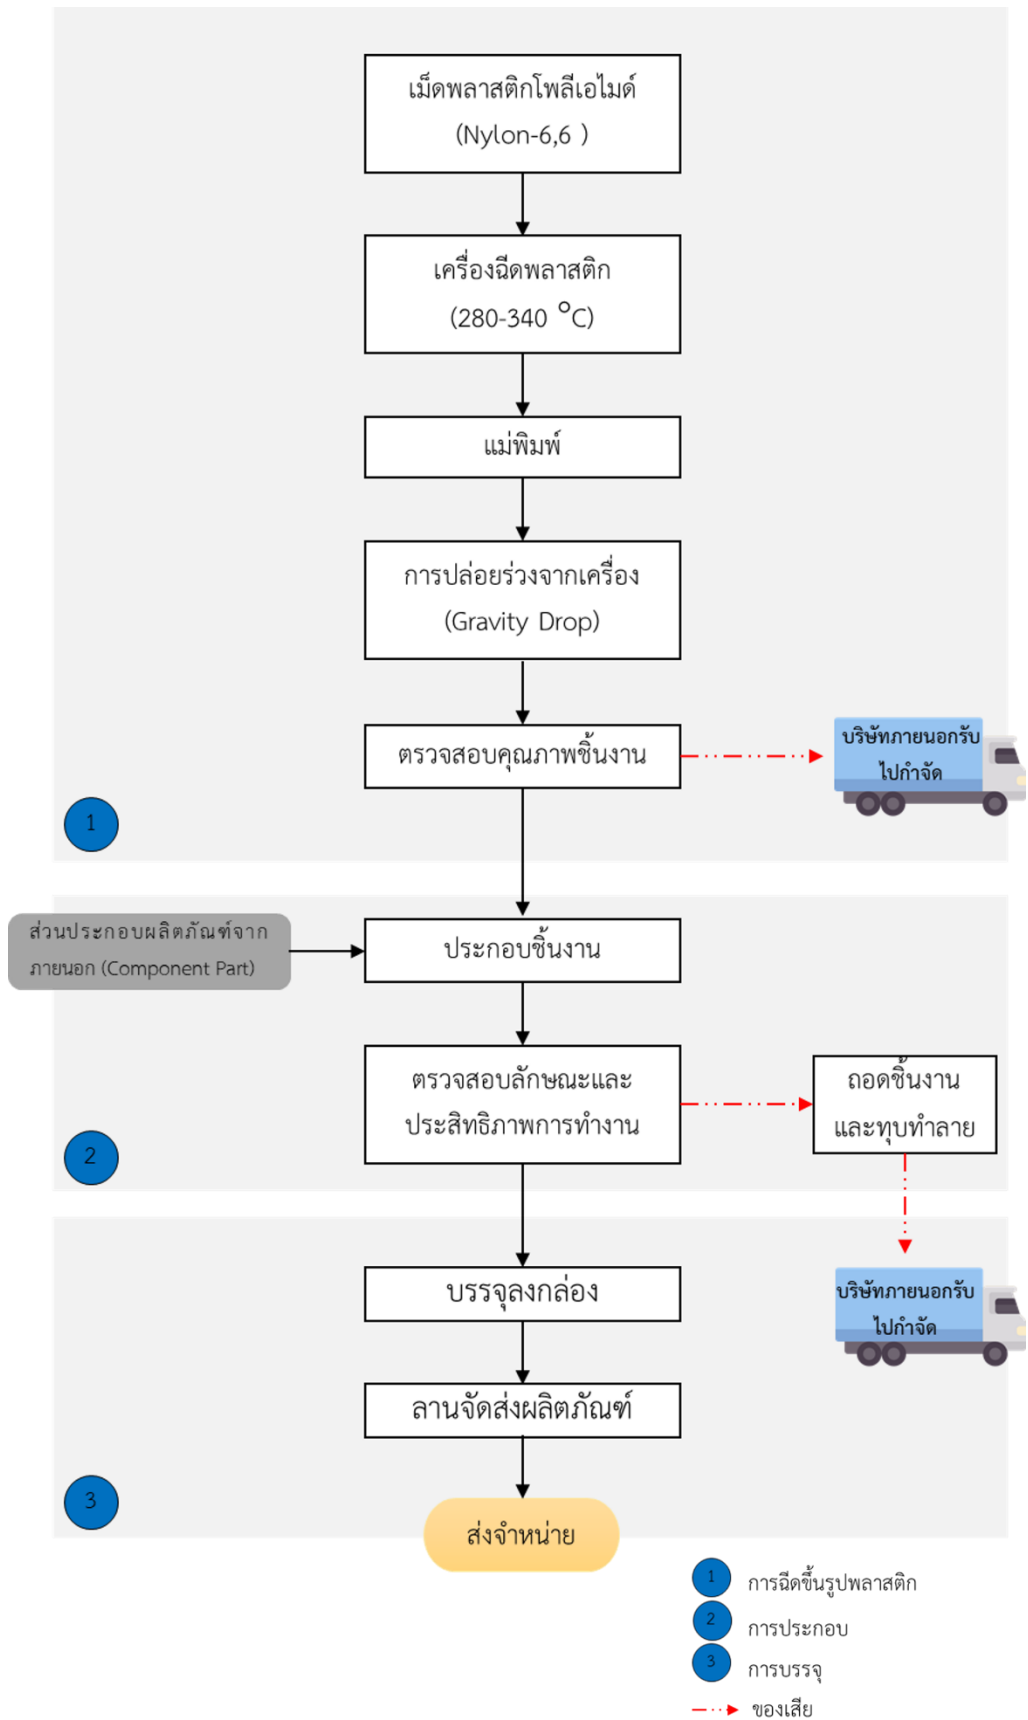 เม็ดพลาสติกโพลีเอไมด์
(Nylon-6,6 )
เครื่องฉีดพลาสติก
(280-340 °C)
แม่พิมพ์
การปล่อยร่วงจากเครื่อง
(Gravity Drop)
ตรวจสอบคุณภาพชิ้นงาน
บริษัทภายนอกรับ
ไปกำจัด
1
ส่วนประกอบผลิตภัณฑ์จาก
ภายนอก (Component Part)
ประกอบชิ้นงาน
ตรวจสอบลักษณะและ
ประสิทธิภาพการทำงาน
ถอดชิ้นงาน
และทุบทำลาย
2
บรรจุลงกล่อง
บริษัทภายนอกรับ
ไปกำจัด
ลานจัดส่งผลิตภัณฑ์
3
ส่งจำหน่าย
1 การฉีดขึ้นรูปพลาสติก
2 การประกอบ
3 การบรรจุ
ของเสีย